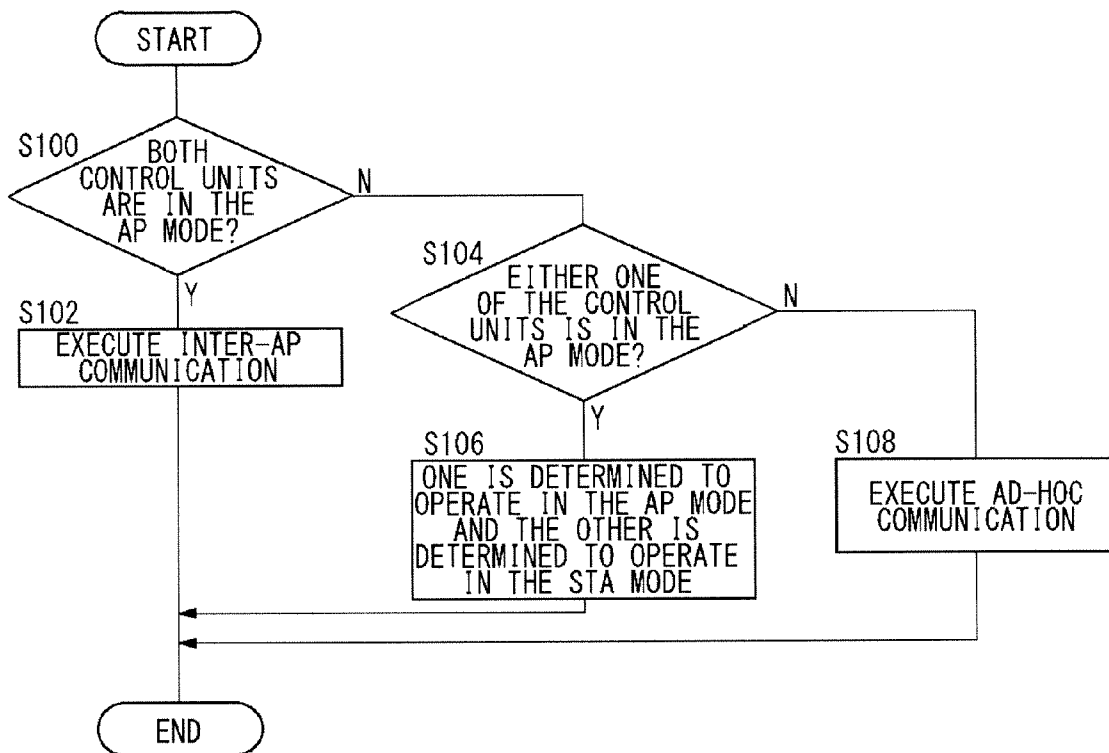 START
S100
BOTH
CONTROL UNITS
ARE IN THE
AP MODE?
N
Y
S102
EXECUTE INTER-AP
COMMUNICATION
S104
EITHER ONE
OF THE CONTROL
UNITS IS IN THE
AP MODE?
N
Y
S106
ONE IS DETERMINED TO
OPERATE IN THE AP MODE
AND THE OTHER IS
DETERMINED TO OPERATE
IN THE STA MODE
S108
EXECUTE AD-HOC
COMMUNICATION
END